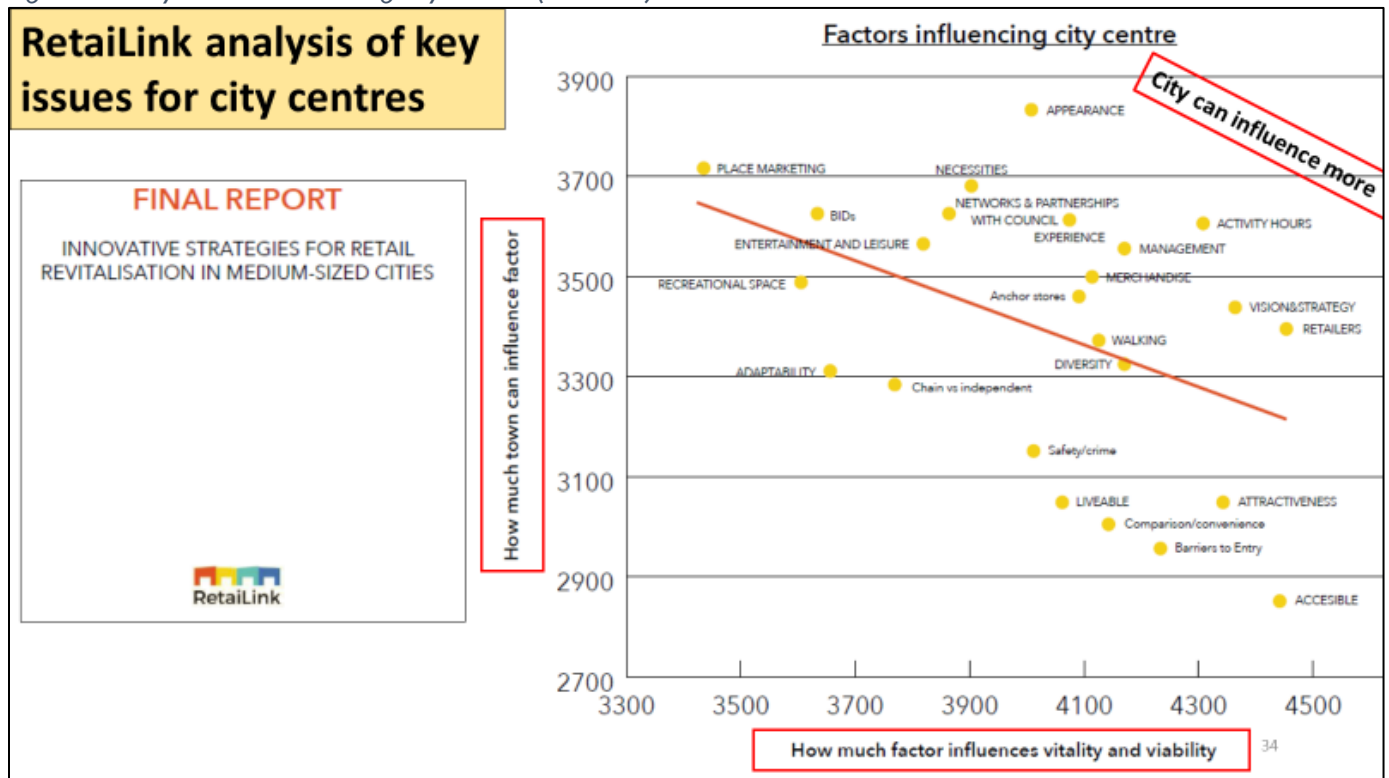 RetaiLink analysis of key
issues for city centres
FINAL REPORT
INNOVATIVE STRATEGIES FOR RETAIL
REVITALISATION IN MEDIUM-SIZED CITIES
RetaiLink
Factors influencing city centre
City can influence more
How much town can influence factor
3900
3700
3500
3300
3100
2900
2700
APPEARANCE
PLACE MARKETING
NECESSITIES
BIDs
NETWORKS & PARTNERSHIPS
WITH COUNCIL
EXPERIENCE
ACTIVITY HOURS
ENTERTAINMENT AND LEISURE
MANAGEMENT
RECREATIONAL SPACE
MERCHANDISE
Anchor stores
VISION&STRATEGY
RETAILERS
WALKING
ADAPTABILITY
DIVERSITY
Chain vs independent
Safety/crime
LIVEABLE
ATTRACTIVENESS
Comparison/convenience
Barriers to Entry
ACCESIBLE
3300 3500 3700 3900 4100 4300 4500
How much factor influences vitality and viability
34